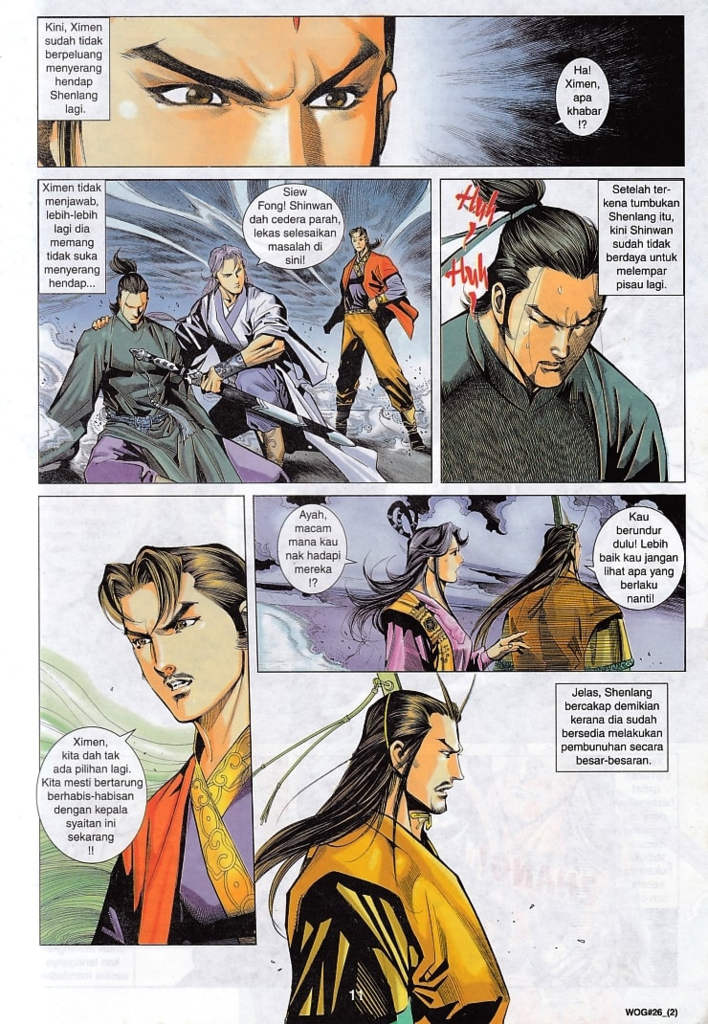 Kini, Ximen
sudah tidak
berpeluang
menyerang
hendap
Shenlang
lagi.
Ha!
Ximen,
apa
khabar
!?
Ximen tidak
menjawab,
lebih-lebih
lagi dia
memang
tidak suka
menyerang
hendap...
Siew
Fong! Shinwan
dah cedera parah,
lekas selesaikan
masalah di
sini!
Huh
Huh
Setelah ter-
kena tumbukan
Shenlang itu,
kini Shinwan
sudah tidak
berdaya untuk
melempar
pisau lagi.
Ayah,
macam
mana kau
nak hadapi
mereka
!?
Kau
berundur
dulu! Lebih
baik kau jangan
lihat apa yang
berlaku
nanti!
Ximen,
kita dah tak
ada pilihan lagi.
Kita mesti bertarung
berhabis-habisan
dengan kepala
syaitan ini
sekarang
!!
Jelas, Shenlang
bercakap demikian
kerana dia sudah
bersedia melakukan
pembunuhan secara
besar-besaran.
11
WOG#26_(2)